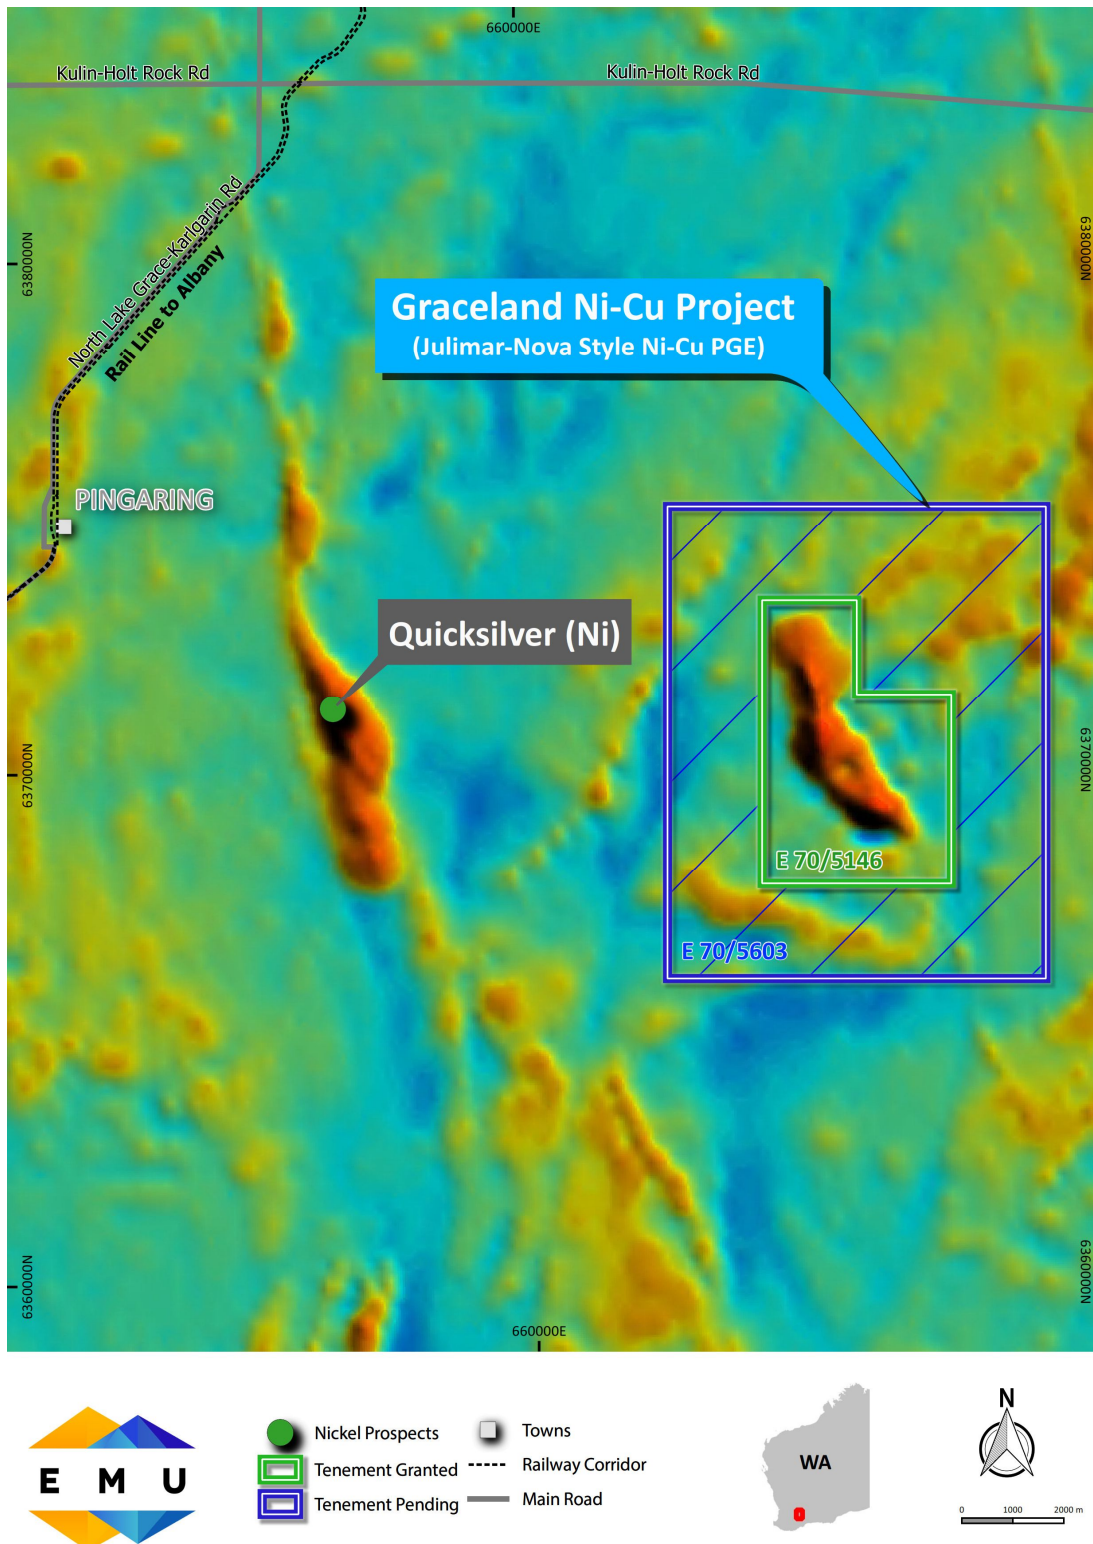 660000E
Kulin-Holt Rock Rd
Kulin-Holt Rock Rd
North Lake Grace-Karlgarin Rd
Rail Line to Albany
6380000N
6380000N
Graceland Ni-Cu Project
(Julimar-Nova Style Ni-Cu PGE)
PINGARING
Quicksilver (Ni)
6370000N
6370000N
E 70/5146
E 70/5603
6360000N
6360000N
660000E
EMU
Nickel Prospects
Tenement Granted
Tenement Pending
Towns
Railway Corridor
Main Road
WA
N
0 1000 2000 m